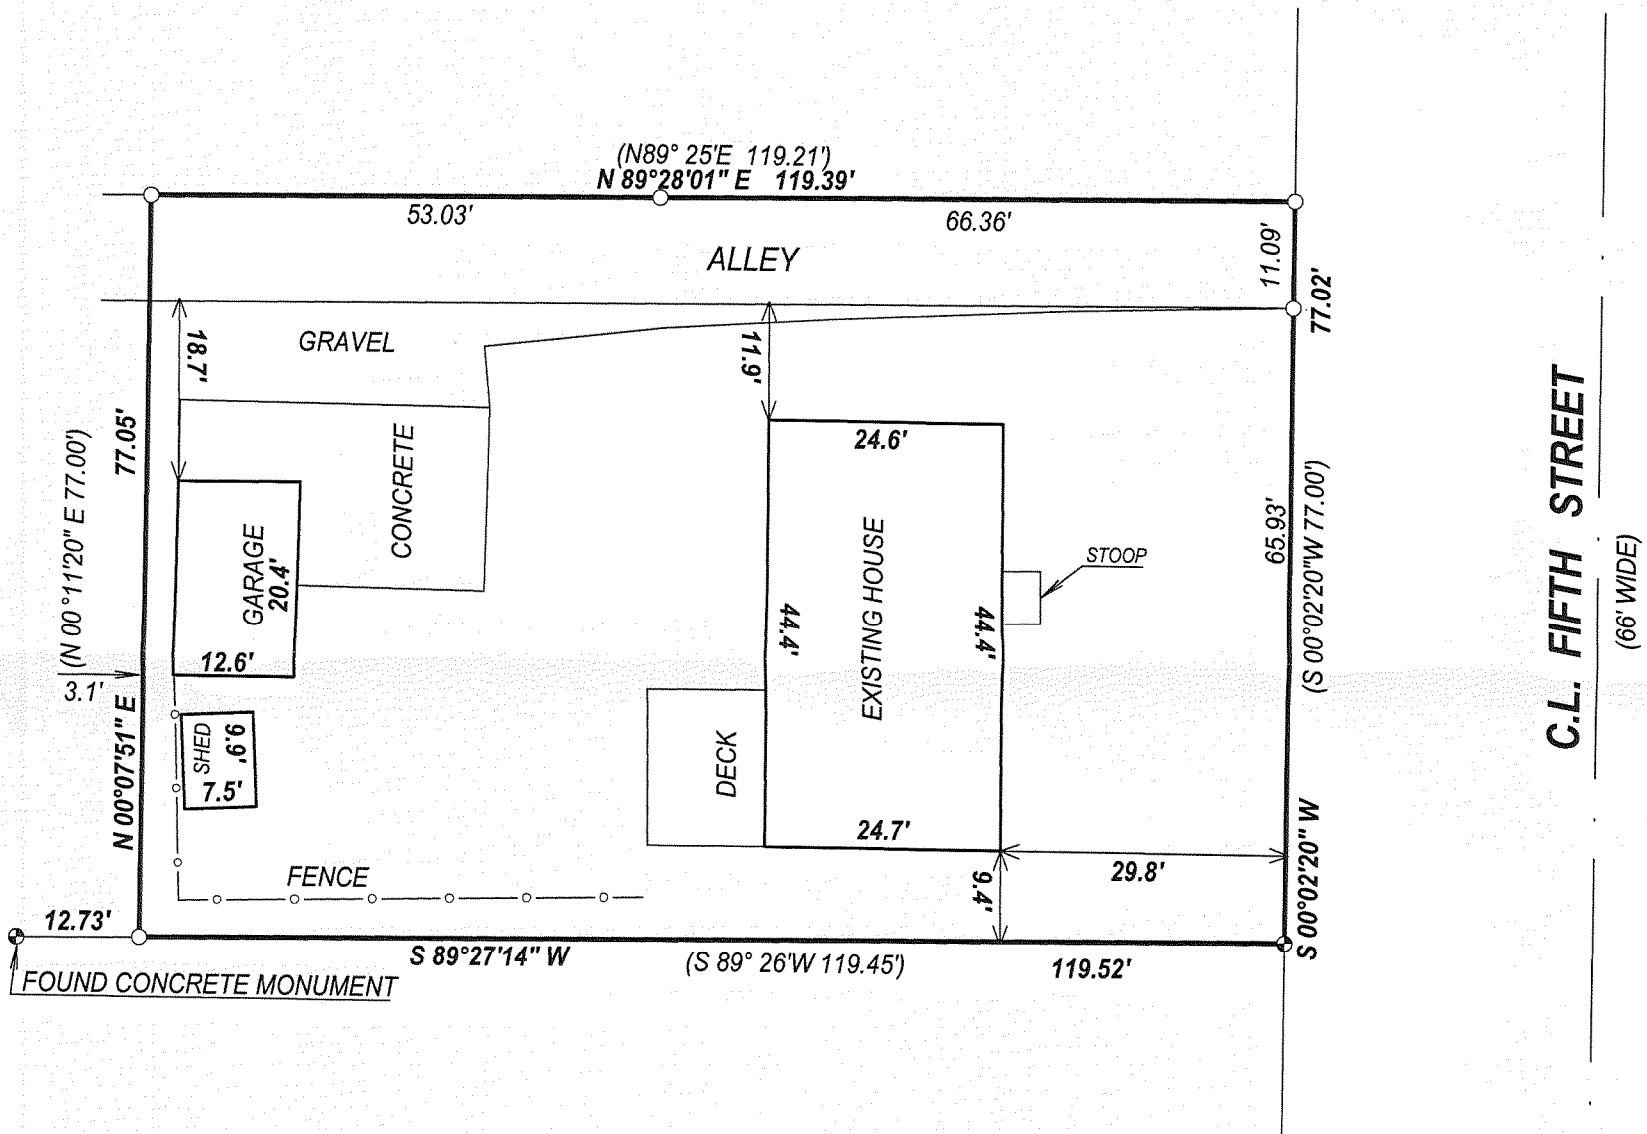 (N89° 25'E 119.21')
N 89°28'01" E 119.39'
53.03'
66.36'
ALLEY
11.09'
77.02'
18.7'
GRAVEL
11.9'
77.05'
(N 00°11'20" E 77.00')
CONCRETE
24.6'
GARAGE
20.4'
12.6'
3.1'
N 00°07'51" E
SHED
9.9'
7.5'
EXISTING HOUSE
44.4'
44.4'
STOOP
65.93'
(S 00°02'20"W 77.00')
C.L. FIFTH STREET
(66' WIDE)
DECK
24.7'
29.8'
9.4'
S 00°02'20" W
FENCE
12.73'
S 89°27'14" W
(S 89° 26'W 119.45')
119.52'
FOUND CONCRETE MONUMENT